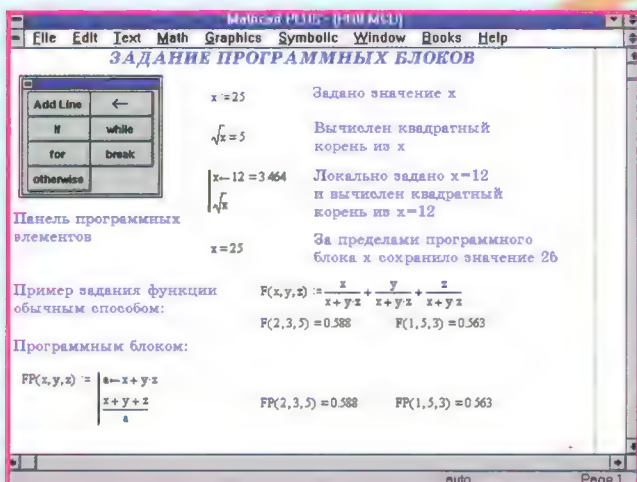 Mathcad PLUS - [PRIII.MCD]
File Edit Text Math Graphics Symbolic Window Books Help
ЗАДАНИЕ ПРОГРАММНЫХ БЛОКОВ
Add Line ←
if while
for break
otherwise
Панель программных
элементов
x := 25
Задано значение x
√x = 5
Вычислен квадратный
корень из x
x ← 12 = 3.464
√x
Локально задано x=12
и вычислен квадратный
корень из x=12
x = 25
За пределами программного
блока x сохранило значение 25
Пример задания функции
обычным способом:
F(x,y,z) := x/(x+y·z) + y/(x+y·z) + z/(x+y·z)
F(2,3,5) = 0.588 F(1,5,3) = 0.563
Программным блоком:
FP(x,y,z) := a ← x + y·z
(x+y+z)/a
FP(2,3,5) = 0.588 FP(1,5,3) = 0.563
auto Page 1